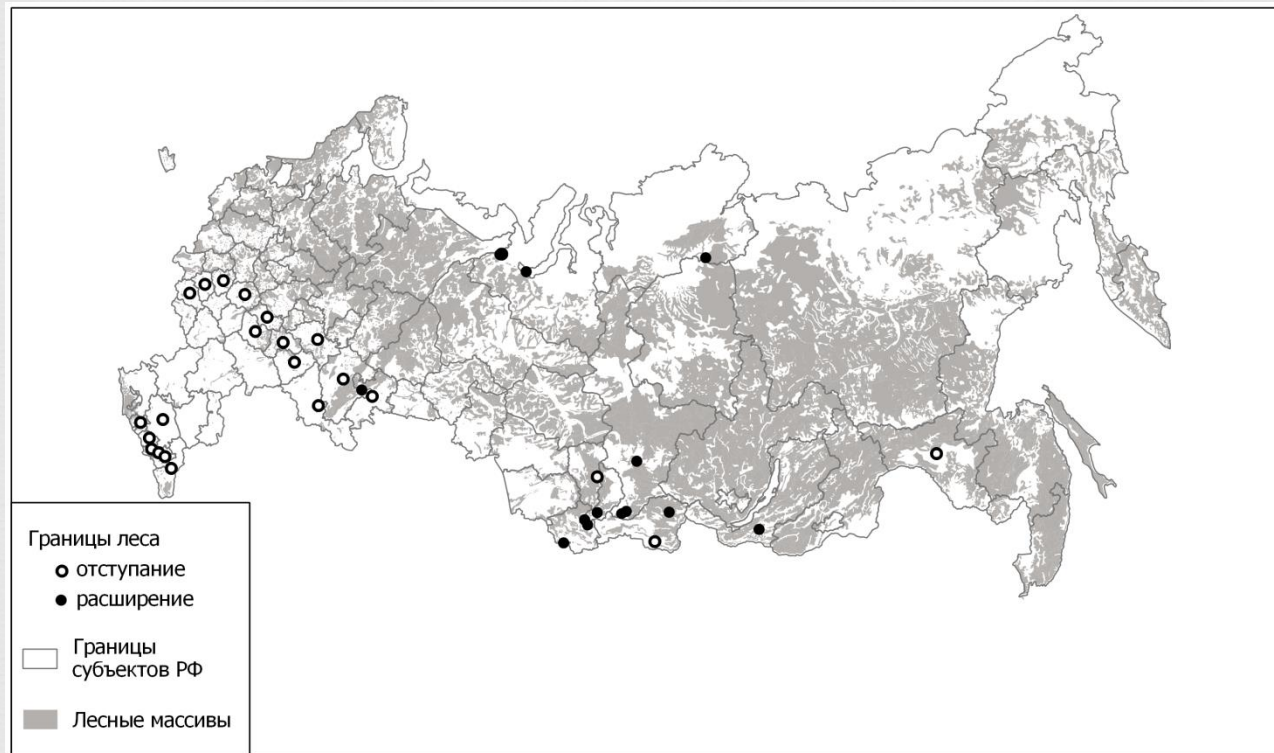 Границы леса
отступание
расширение
Границы
субъектов РФ
Лесные массивы